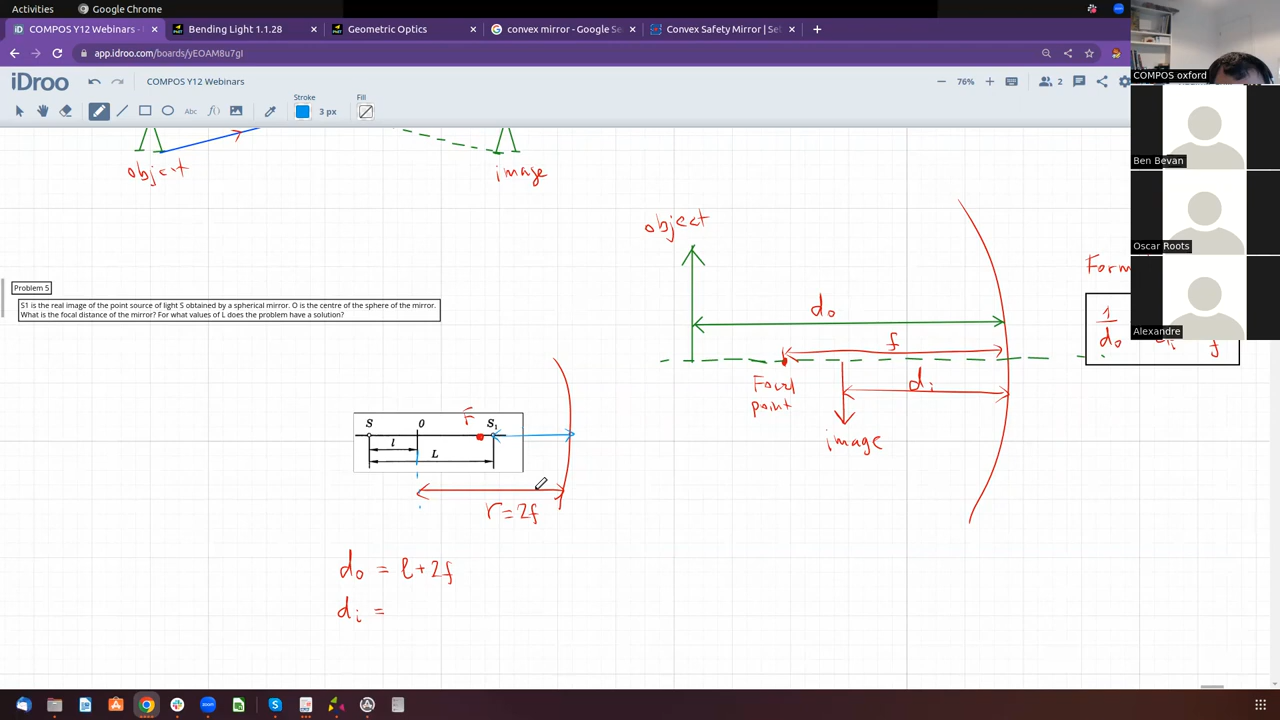 Activities
Google Chrome
COMPOS Y12 Webinars -
Bending Light 1.1.28
Geometric Optics
convex mirror - Google Se
Convex Safety Mirror | Se
app.idroo.com/boards/yEOAM8u7gI
iDroo
COMPOS Y12 Webinars
76%
2
Stroke
Fill
Abc
f()
3 px
COMPOS oxford
Ben Bevan
Oscar Roots
Alexandre
object
image
object
Problem 5
S1 is the real image of the point source of light S obtained by a spherical mirror. O is the centre of the sphere of the mirror.
What is the focal distance of the mirror? For what values of L does the problem have a solution?
Form
1
do
f
do
f
Focal
point
di
image
S
O
F
S₁
l
L
r=2f
do = l+2f
di =